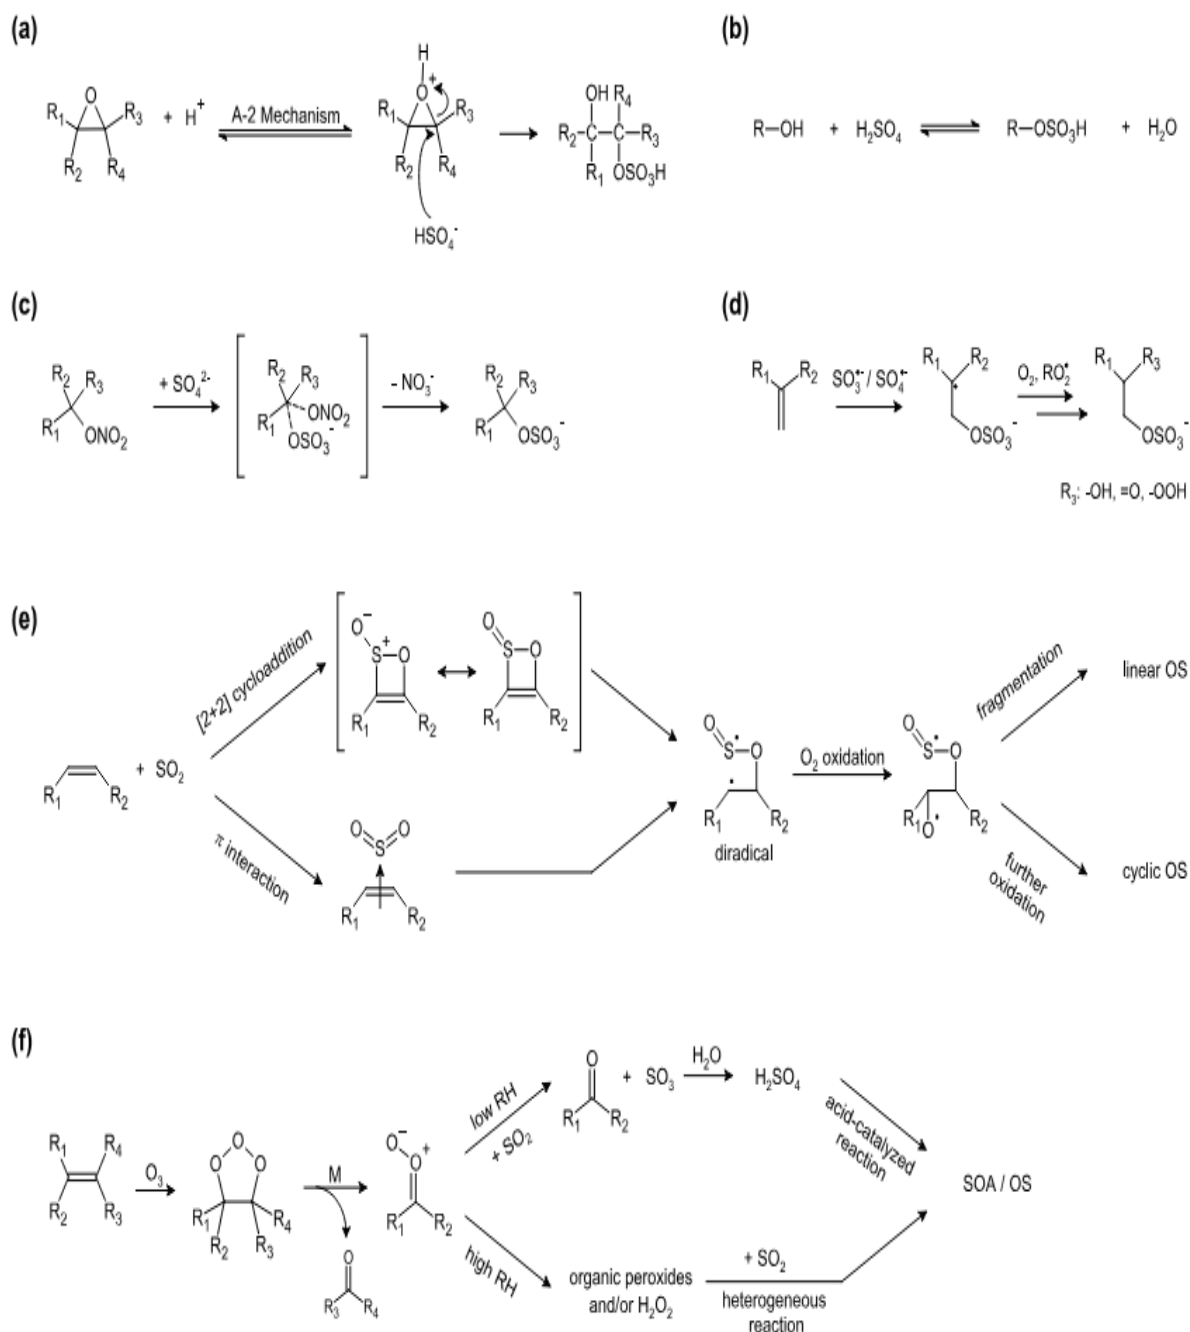 (a)
O
R1 R3
R2 R4
+ H+
A-2 Mechanism
H
O+
R1 R3
R2 R4
HSO4-
OH R4
R2-C-C-R3
R1 OSO3H
(b)
R—OH + H2SO4 R—OSO3H + H2O
(c)
R2 R3
R1 ONO2
+ SO4 2-
R2 R3
R1 ONO2
OSO3-
- NO3-
R2 R3
R1 OSO3-
(d)
R1 R2
SO3•- / SO4•-
R1 R2
OSO3-
O2, RO2•
R1 R3
OSO3-
R3: -OH, =O, -OOH
(e)
R1 R2 + SO2
[2+2] cycloaddition
O-
S+ O
R1 R2
O
S O
R1 R2
π interaction
O O
S
R1 R2
O
S• O
R1 R2
diradical
O2 oxidation
O
S• O
R1 O• R2
fragmentation
linear OS
further
oxidation
cyclic OS
(f)
R1 R4
R2 R3
O3
O
O O
R1 R4
R2 R3
M
O
R3 R4
O- O+
R1 R2
low RH
+ SO2
O
R1 R2
+ SO3
H2O
H2SO4
acid-catalyzed
reaction
SOA / OS
high RH
organic peroxides
and/or H2O2
+ SO2
heterogeneous
reaction